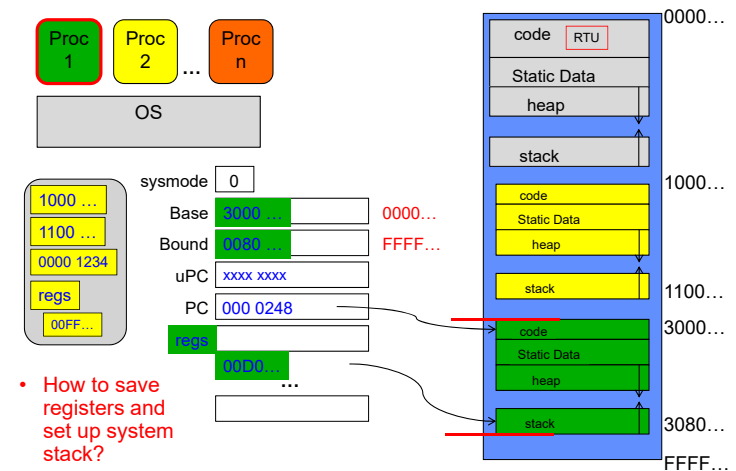 Proc
1
Proc
2
...
Proc
n
OS
1000 …
1100 …
0000 1234
regs
00FF…
• How to save
registers and
set up system
stack?
sysmode 0
Base 3000 … 0000…
Bound 0080 … FFFF…
uPC xxxx xxxx
PC 000 0248
regs
00D0…
…
code RTU
Static Data
heap
stack
code
Static Data
heap
stack
code
Static Data
heap
stack
0000…
1000…
1100…
3000…
3080…
FFFF…